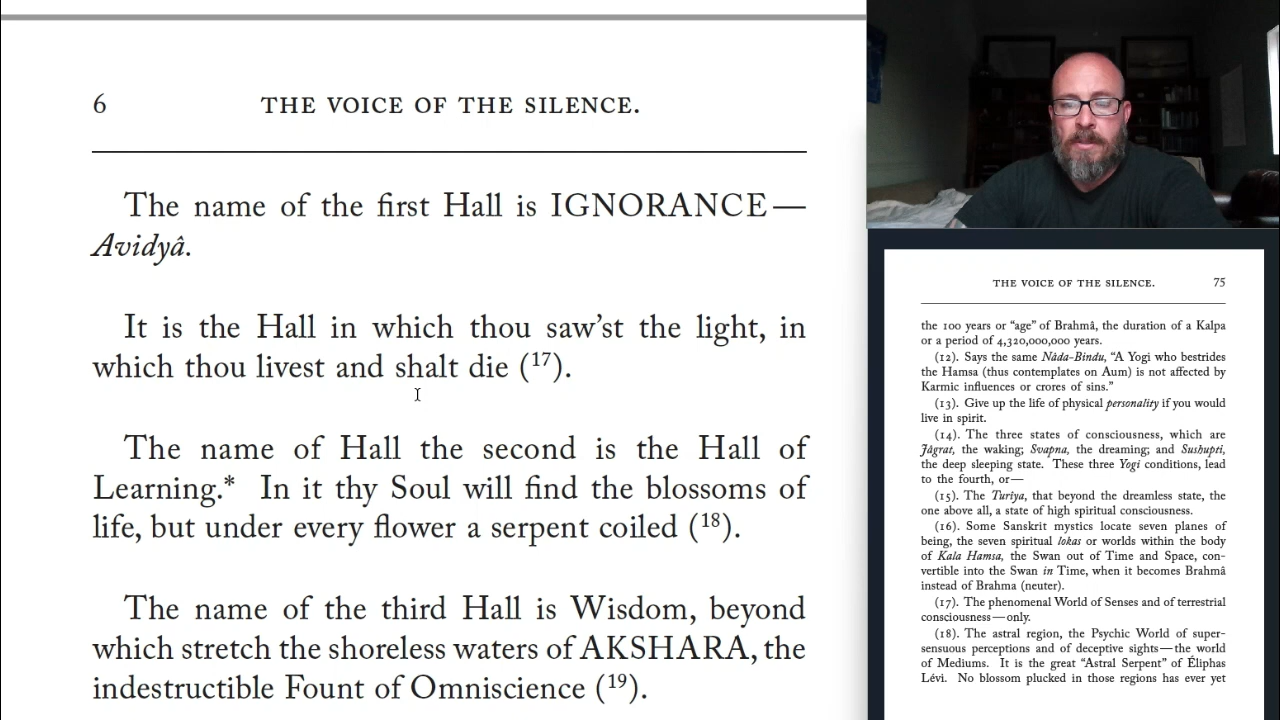 6 THE VOICE OF THE SILENCE.
The name of the first Hall is IGNORANCE—
Avidyâ.
It is the Hall in which thou saw’st the light, in
which thou livest and shalt die (17).
The name of Hall the second is the Hall of
Learning.* In it thy Soul will find the blossoms of
life, but under every flower a serpent coiled (18).
The name of the third Hall is Wisdom, beyond
which stretch the shoreless waters of AKSHARA, the
indestructible Fount of Omniscience (19).
THE VOICE OF THE SILENCE. 75
the 100 years or “age” of Brahmâ, the duration of a Kalpa
or a period of 4,320,000,000 years.
(12). Says the same Nâda-Bindu, “A Yogi who bestrides
the Hamsa (thus contemplates on Aum) is not affected by
Karmic influences or crores of sins.”
(13). Give up the life of physical personality if you would
live in spirit.
(14). The three states of consciousness, which are
Jâgrat, the waking; Svapna, the dreaming; and Sushupti,
the deep sleeping state. These three Yogi conditions, lead
to the fourth, or—
(15). The Turiya, that beyond the dreamless state, the
one above all, a state of high spiritual consciousness.
(16). Some Sanskrit mystics locate seven planes of
being, the seven spiritual lokas or worlds within the body
of Kala Hamsa, the Swan out of Time and Space, con-
vertible into the Swan in Time, when it becomes Brahmâ
instead of Brahma (neuter).
(17). The phenomenal World of Senses and of terrestrial
consciousness—only.
(18). The astral region, the Psychic World of super-
sensuous perceptions and of deceptive sights—the world
of Mediums. It is the great “Astral Serpent” of Éliphas
Lévi. No blossom plucked in those regions has ever yet